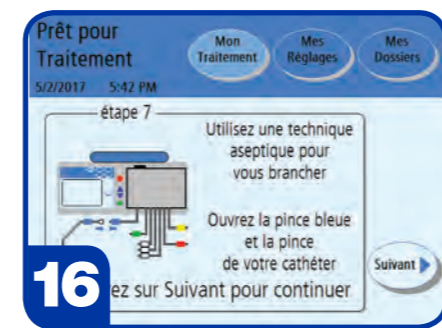 Prêt pour
Traitement
5/2/2017 5:42 PM
Mon
Traitement
Mes
Réglages
Mes
Dossiers
étape 7
Utilisez une technique
aseptique pour
vous brancher
Ouvrez la pince bleue
et la pince
de votre cathéter
ez sur Suivant pour continuer
Suivant
16